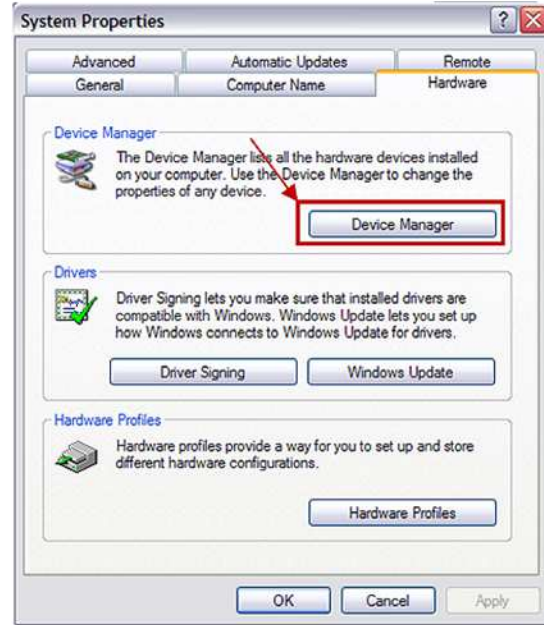 System Properties
Advanced
Automatic Updates
Remote
General
Computer Name
Hardware
Device Manager
The Device Manager lists all the hardware devices installed
on your computer. Use the Device Manager to change the
properties of any device.
Device Manager
Drivers
Driver Signing lets you make sure that installed drivers are
compatible with Windows. Windows Update lets you set up
how Windows connects to Windows Update for drivers.
Driver Signing
Windows Update
Hardware Profiles
Hardware profiles provide a way for you to set up and store
different hardware configurations.
Hardware Profiles
OK
Cancel
Apply